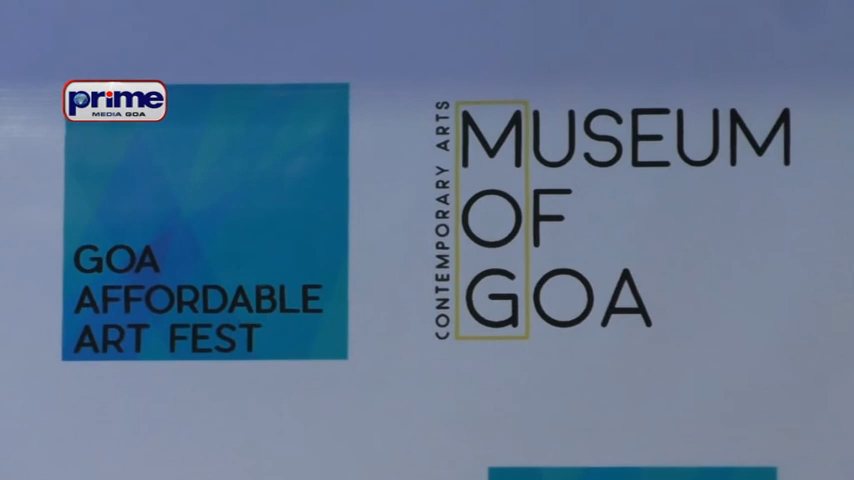 prime
MEDIA GOA
GOA
AFFORDABLE
ART FEST
CONTEMPORARY ARTS
MUSEUM
OF
GOA